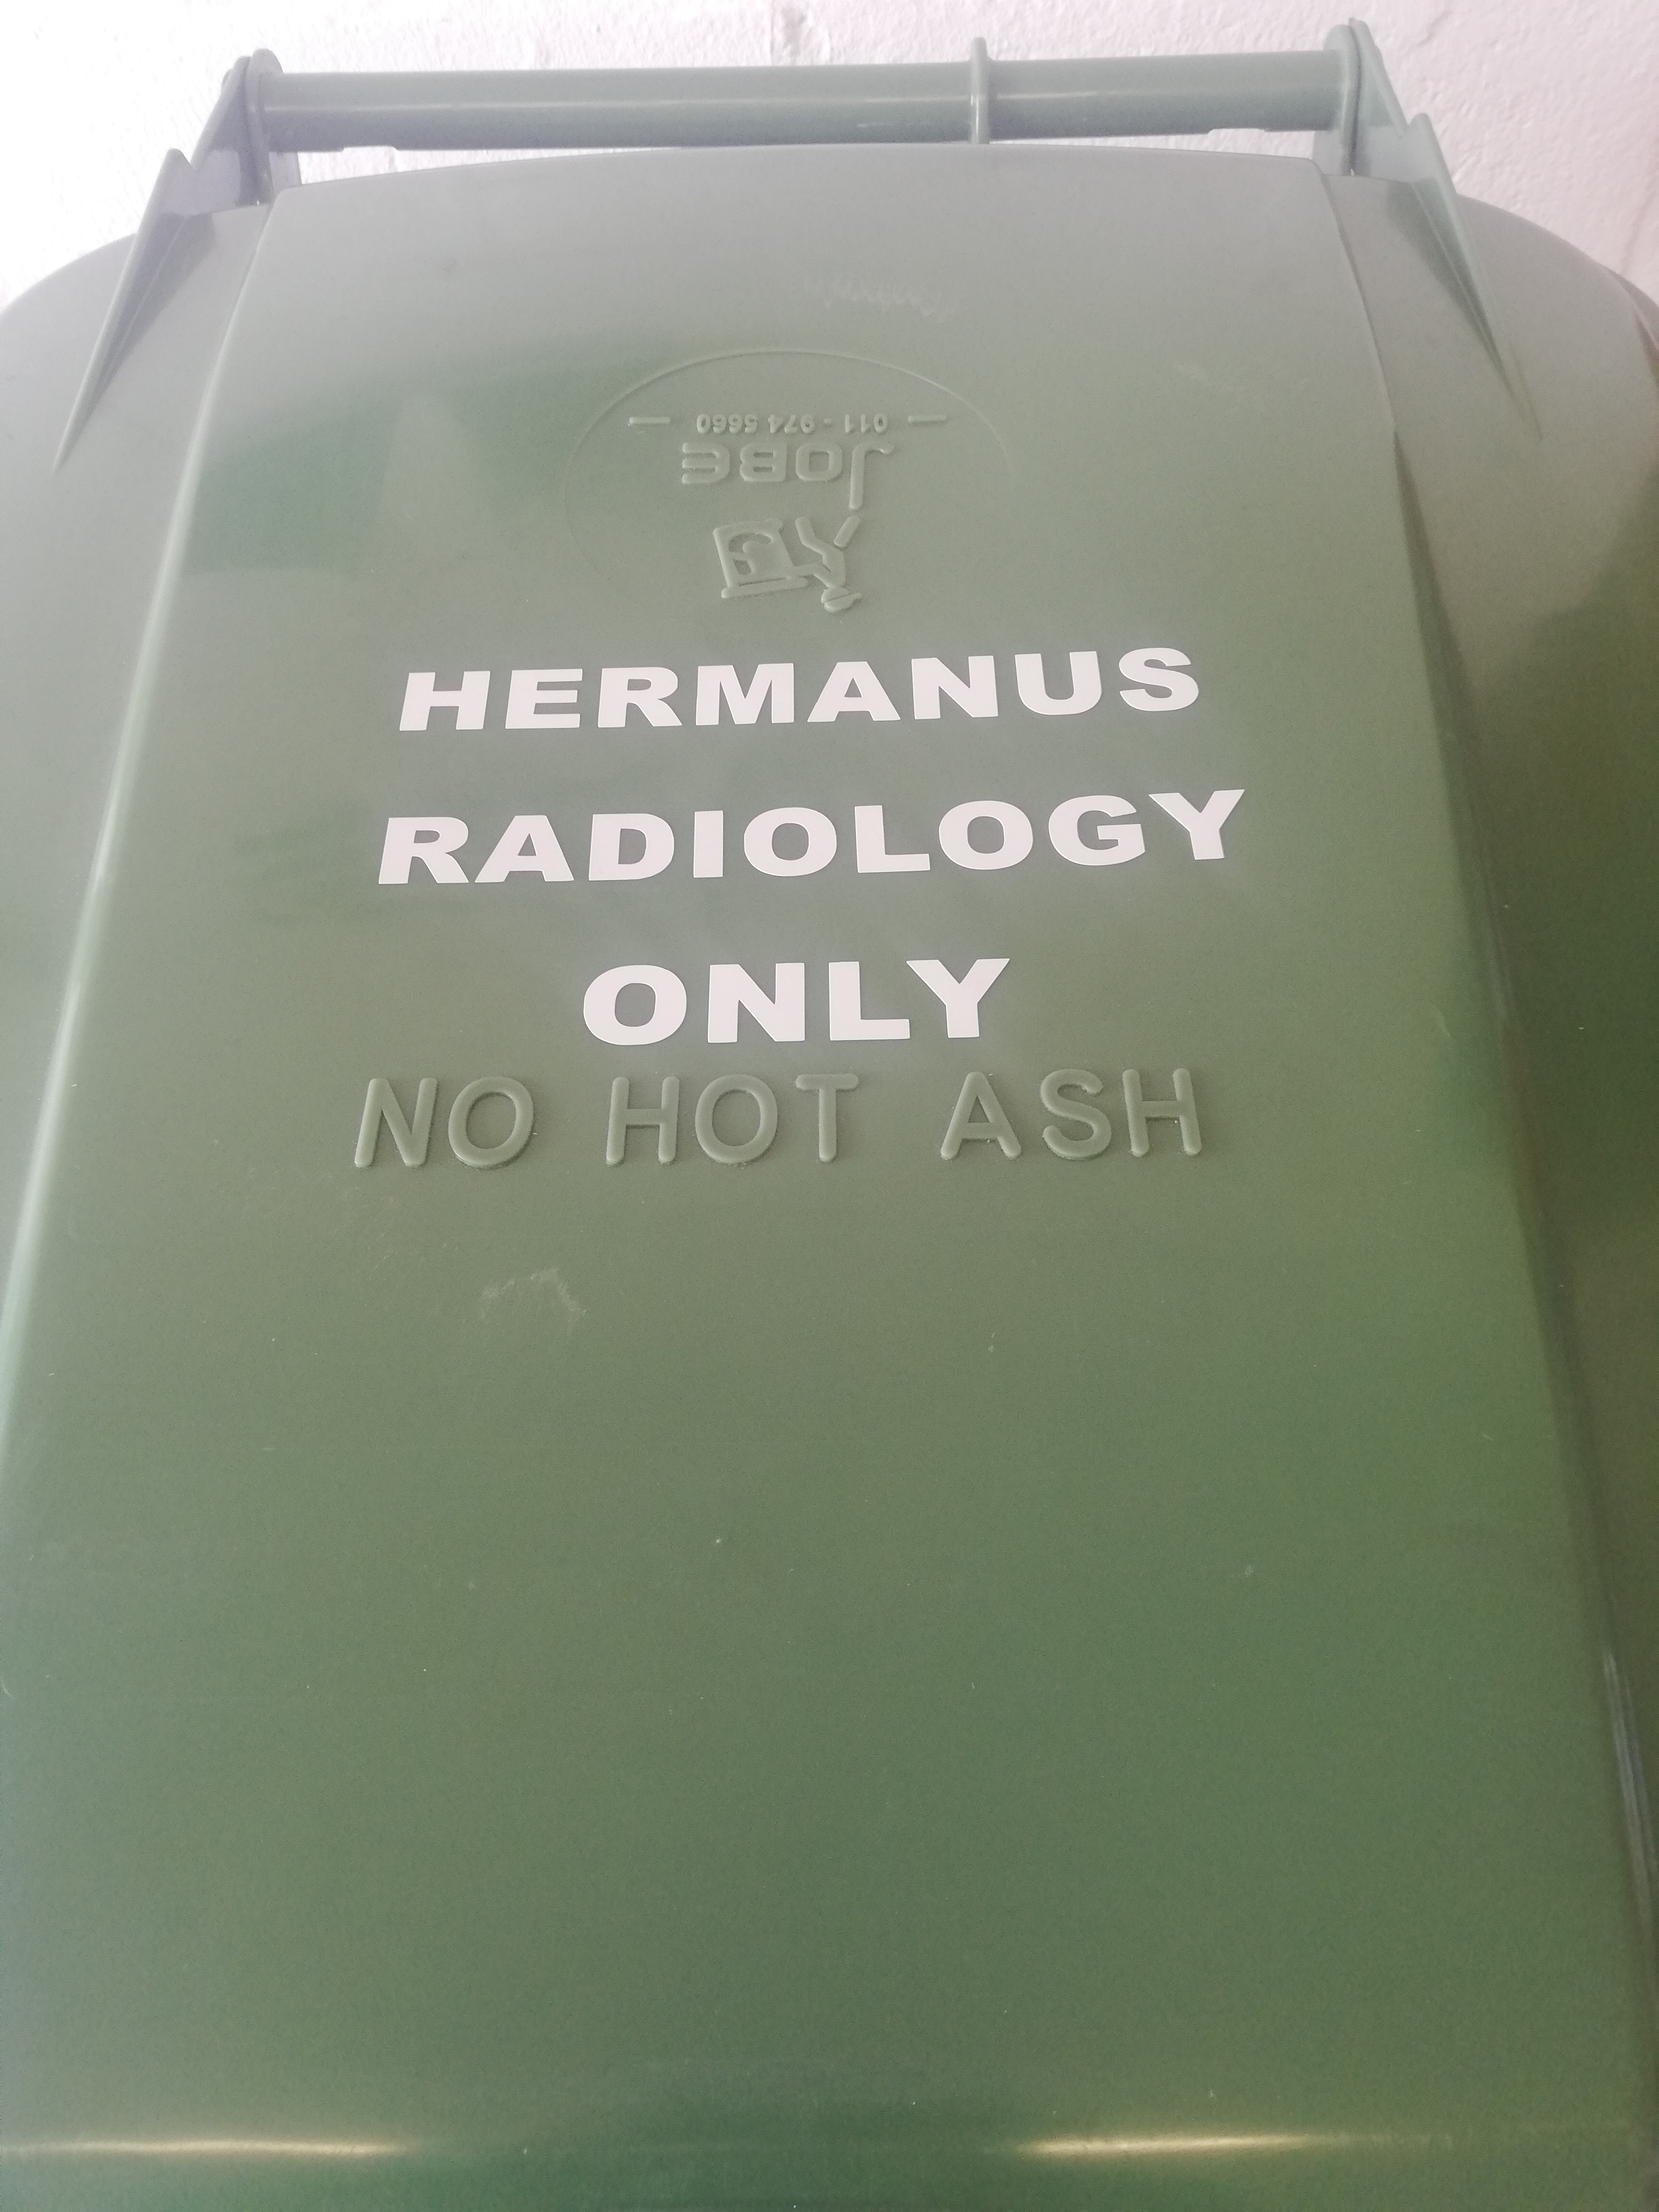 011 - 974 5660
JOBE
HERMANUS
RADIOLOGY
ONLY
NO HOT ASH